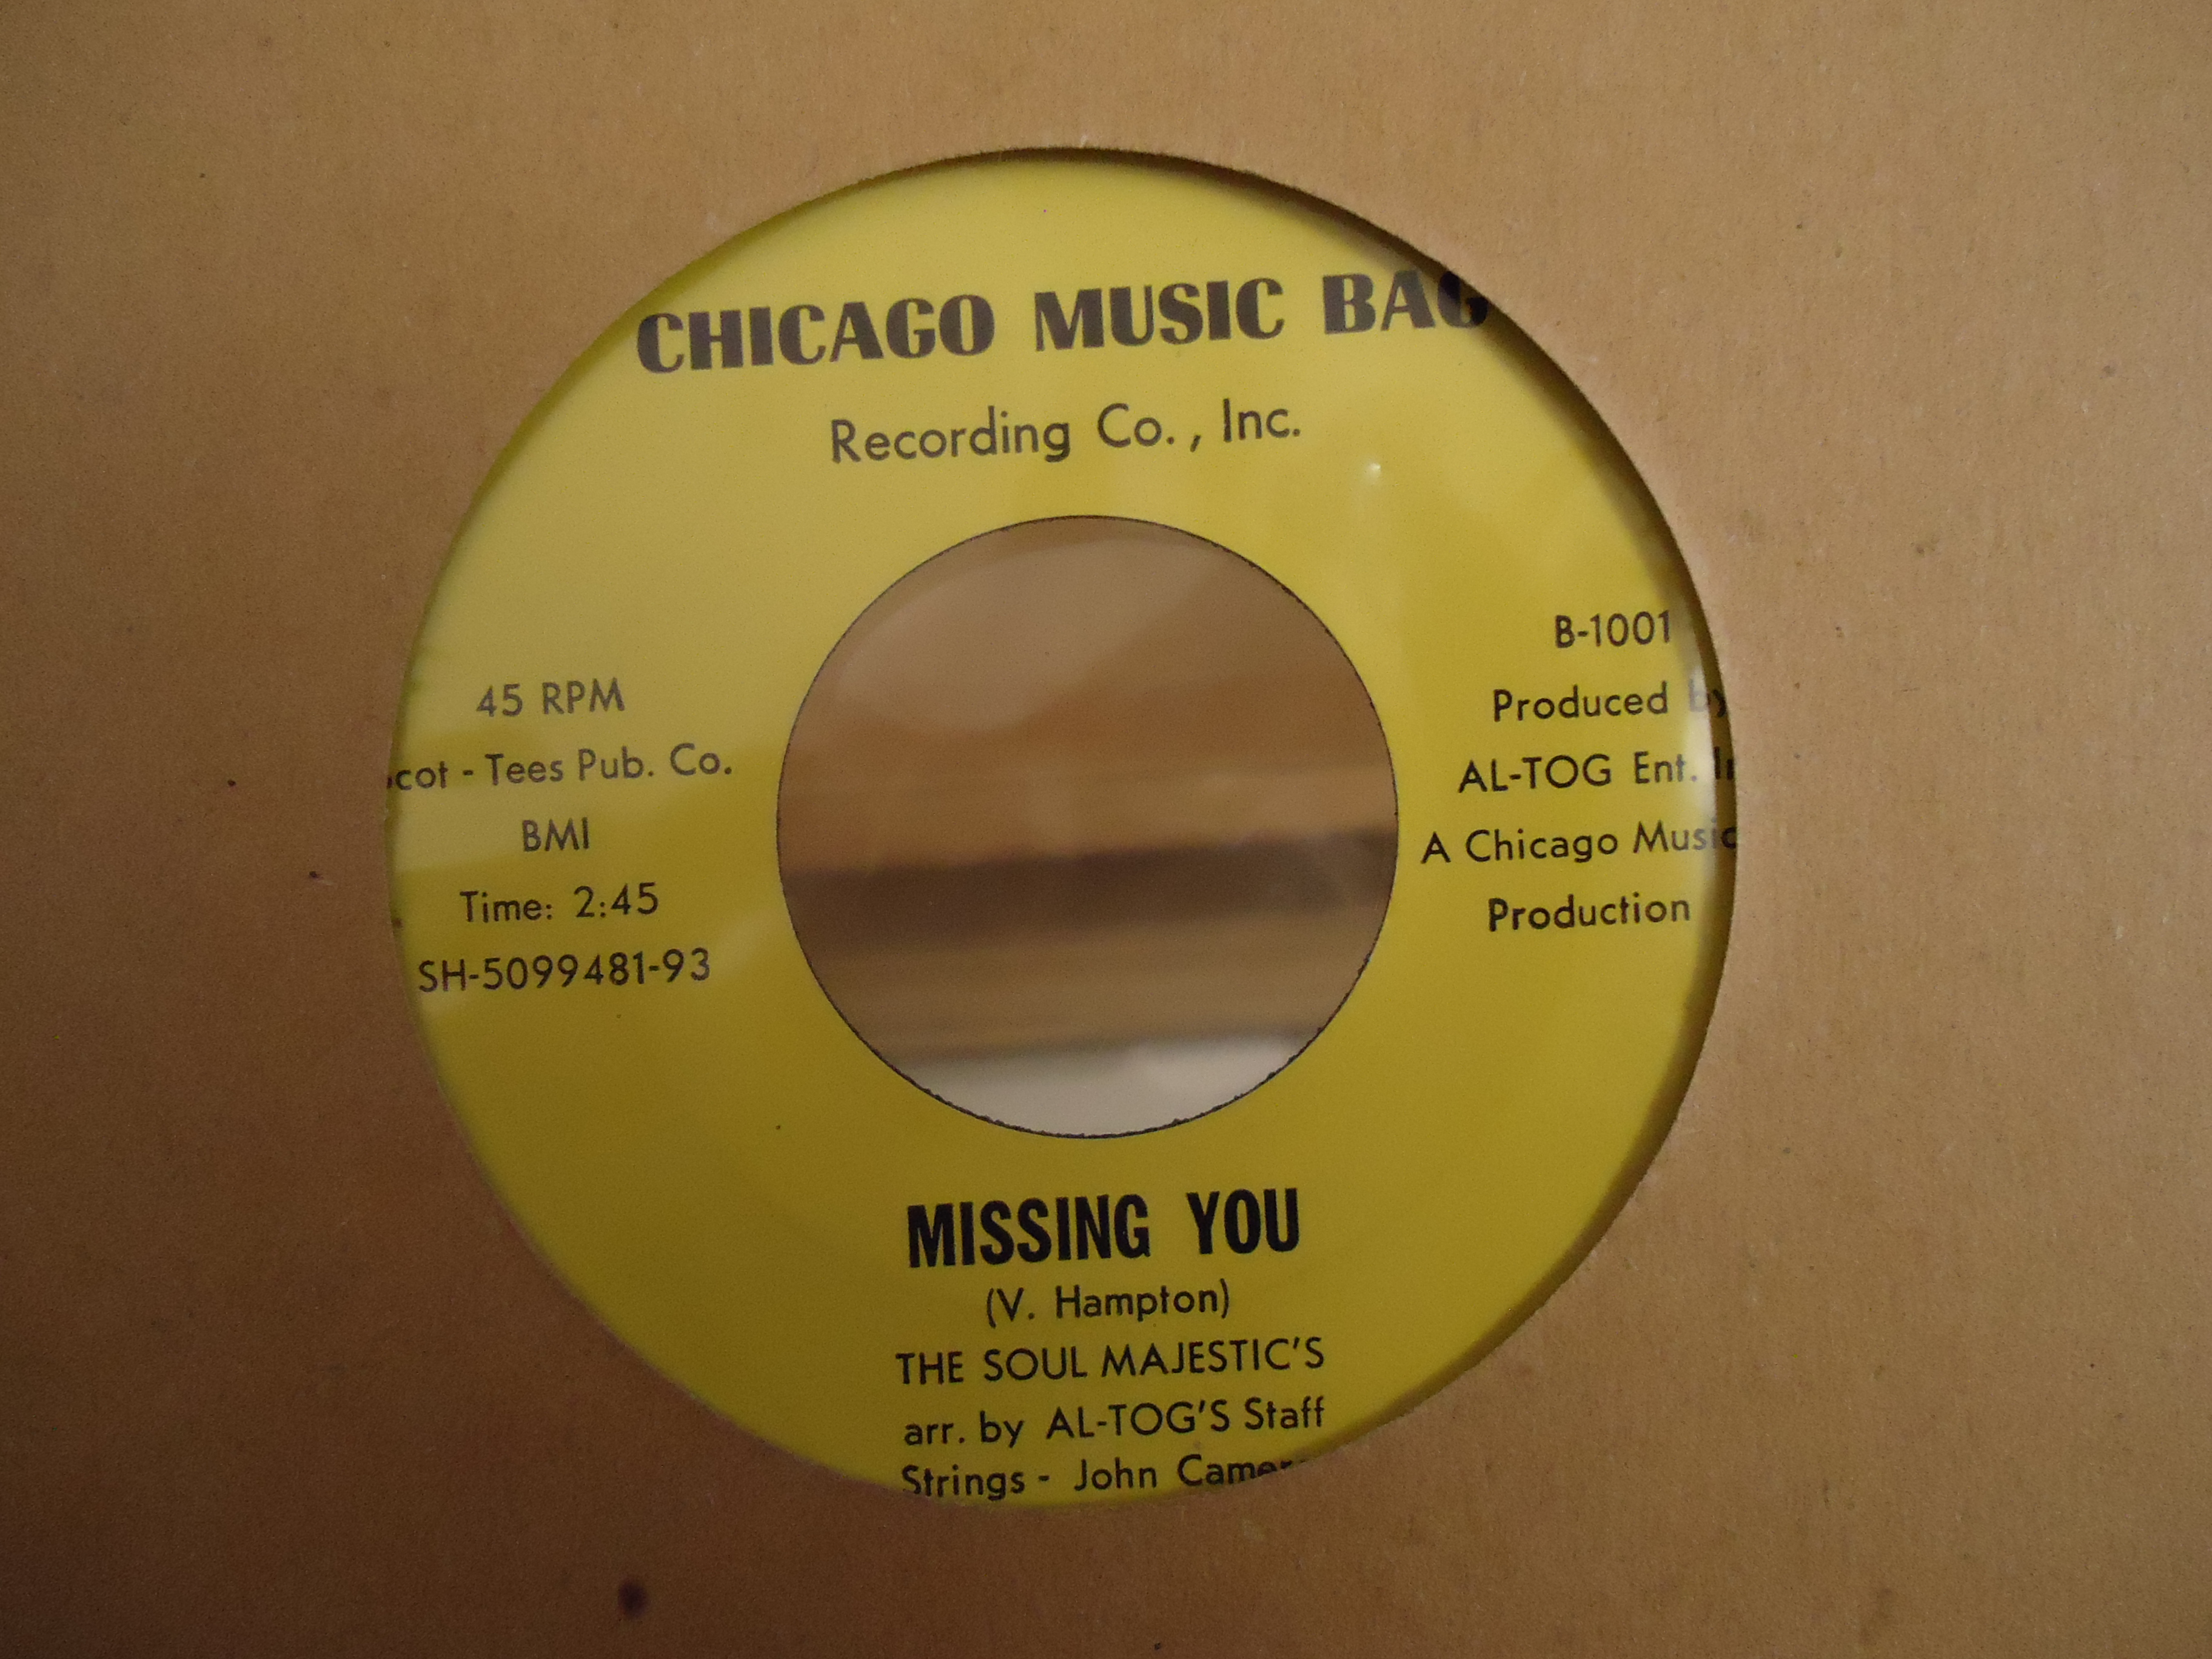 CHICAGO MUSIC BAG
Recording Co., Inc.
45 RPM
- Tees Pub. Co.
BMI
Time: 2:45
SH-5099481-93
B-1001
Produced by
AL-TOG Ent.
A Chicago Music
Production
MISSING YOU
(V. Hampton)
THE SOUL MAJESTIC'S
arr. by AL-TOG'S Staff
Strings - John